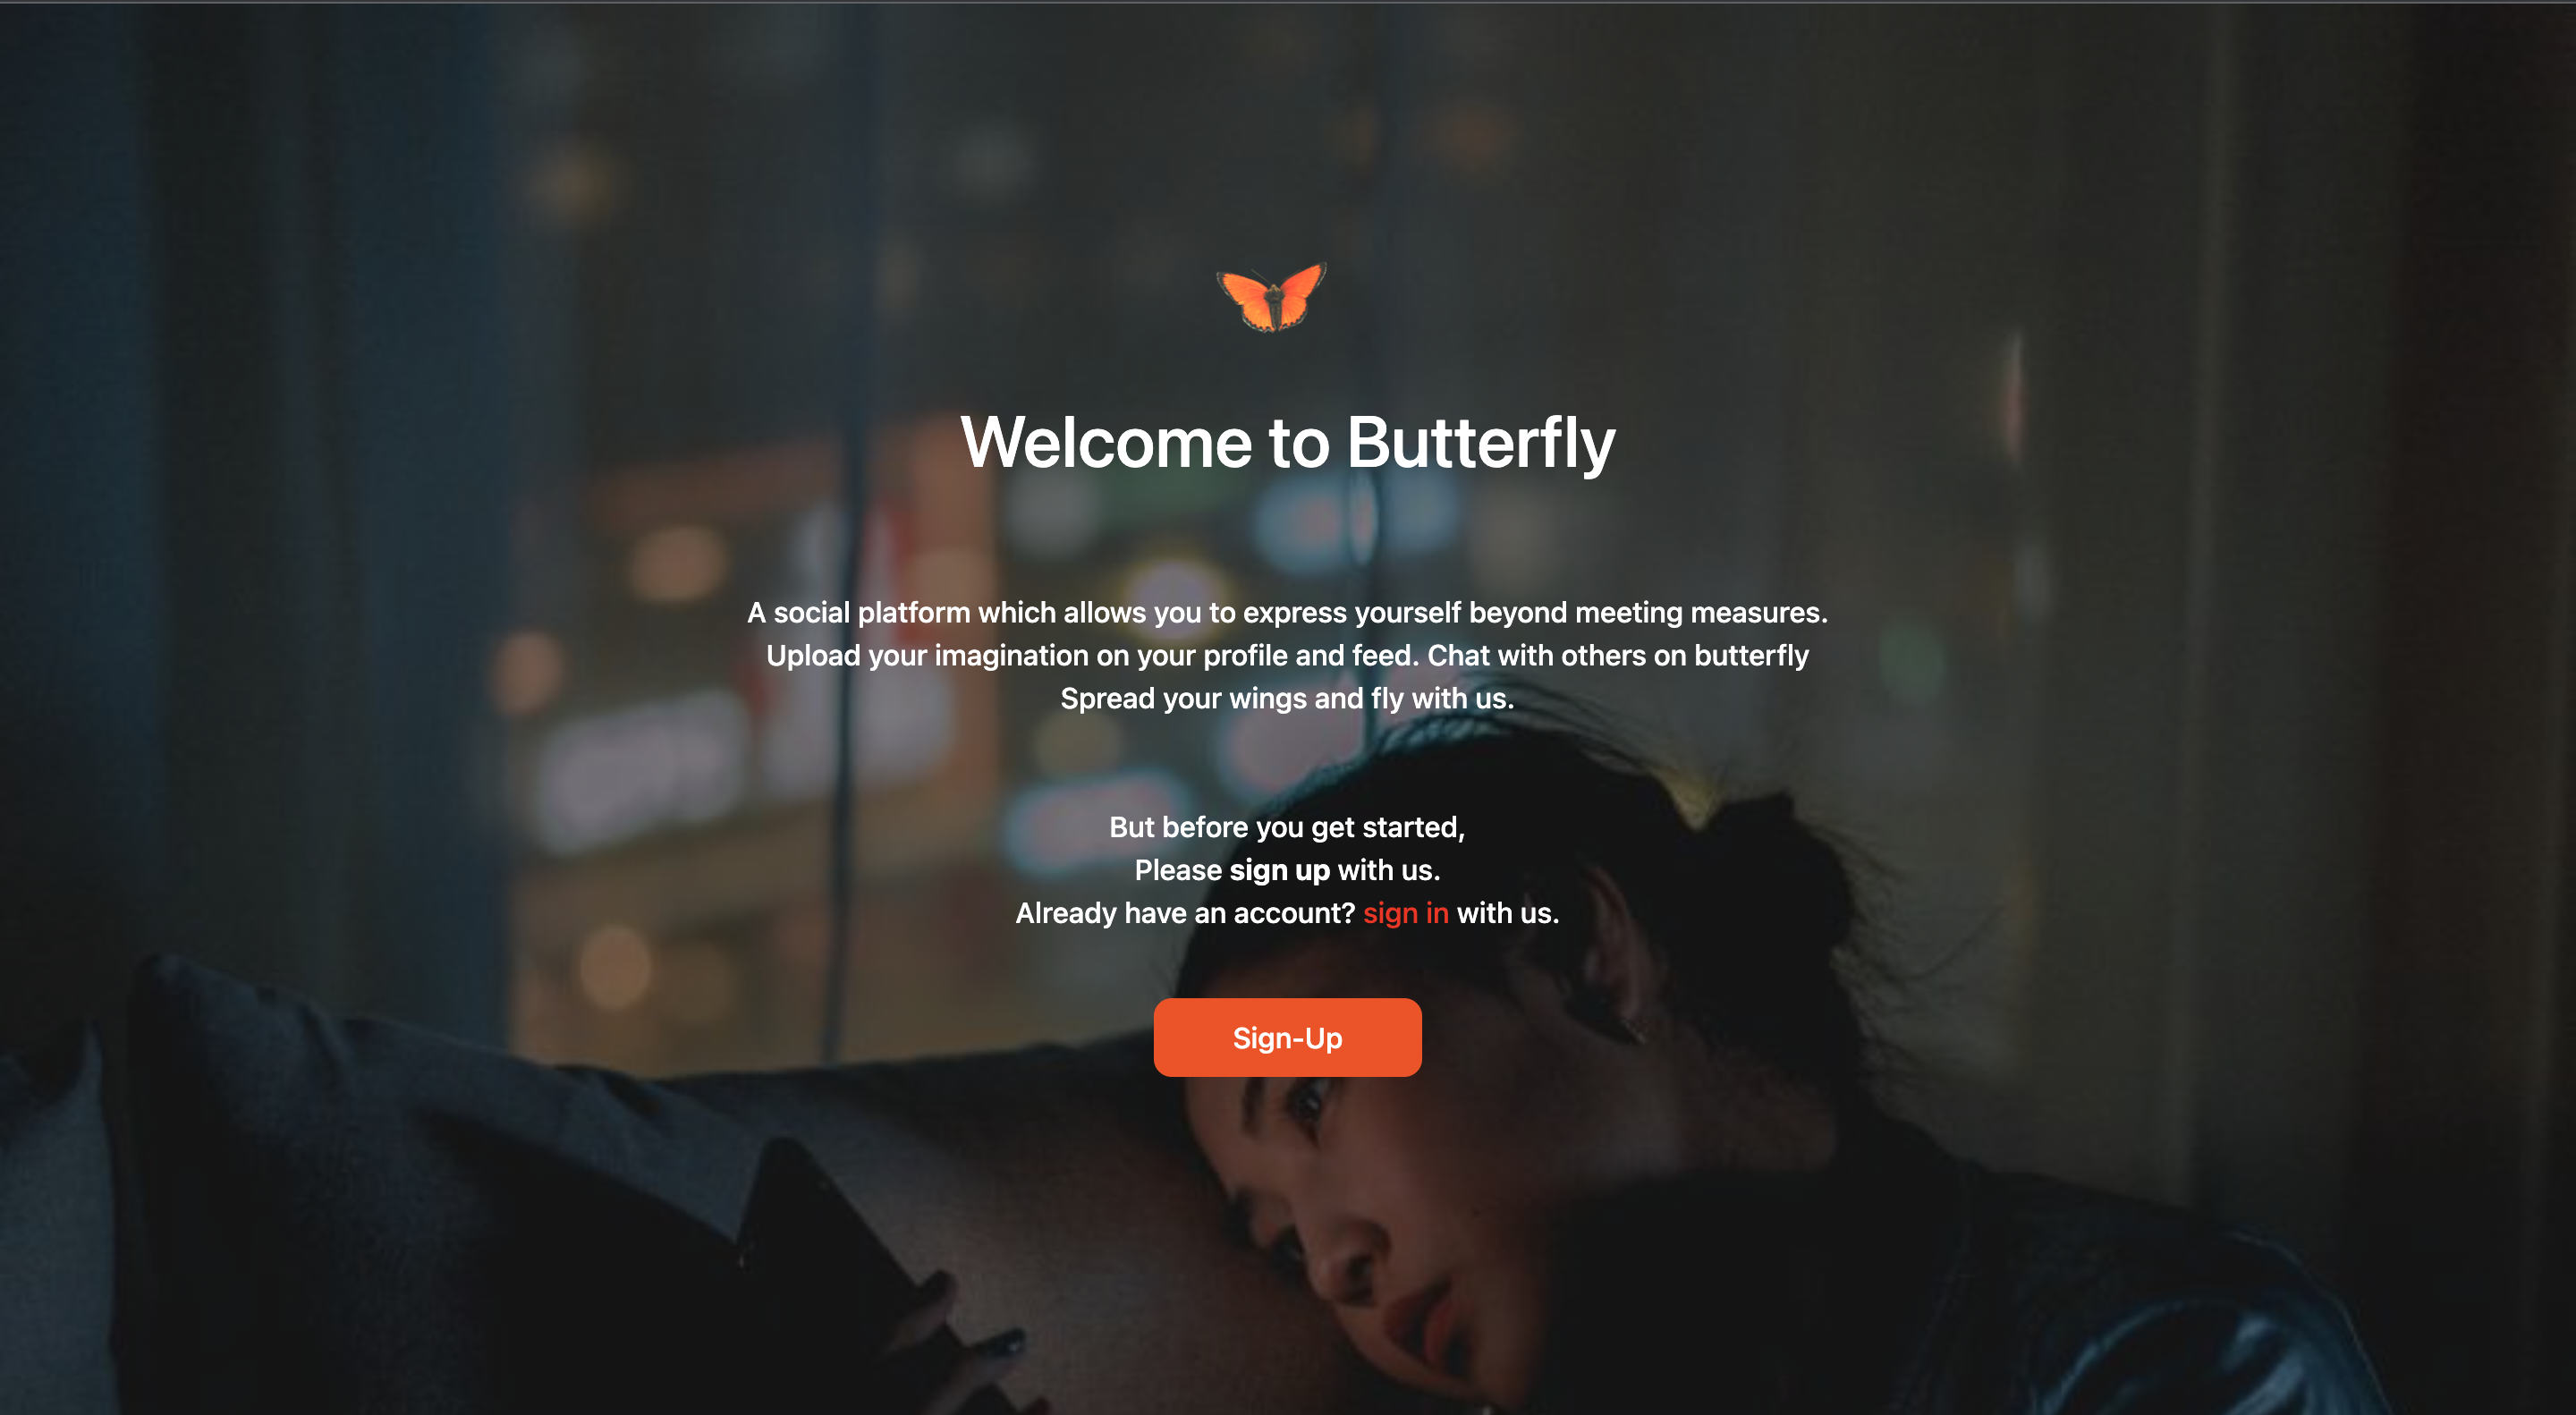 Welcome to Butterfly
A social platform which allows you to express yourself beyond meeting measures.
Upload your imagination on your profile and feed. Chat with others on butterfly
Spread your wings and fly with us.
But before you get started,
Please sign up with us.
Already have an account? sign in with us.
Sign-Up